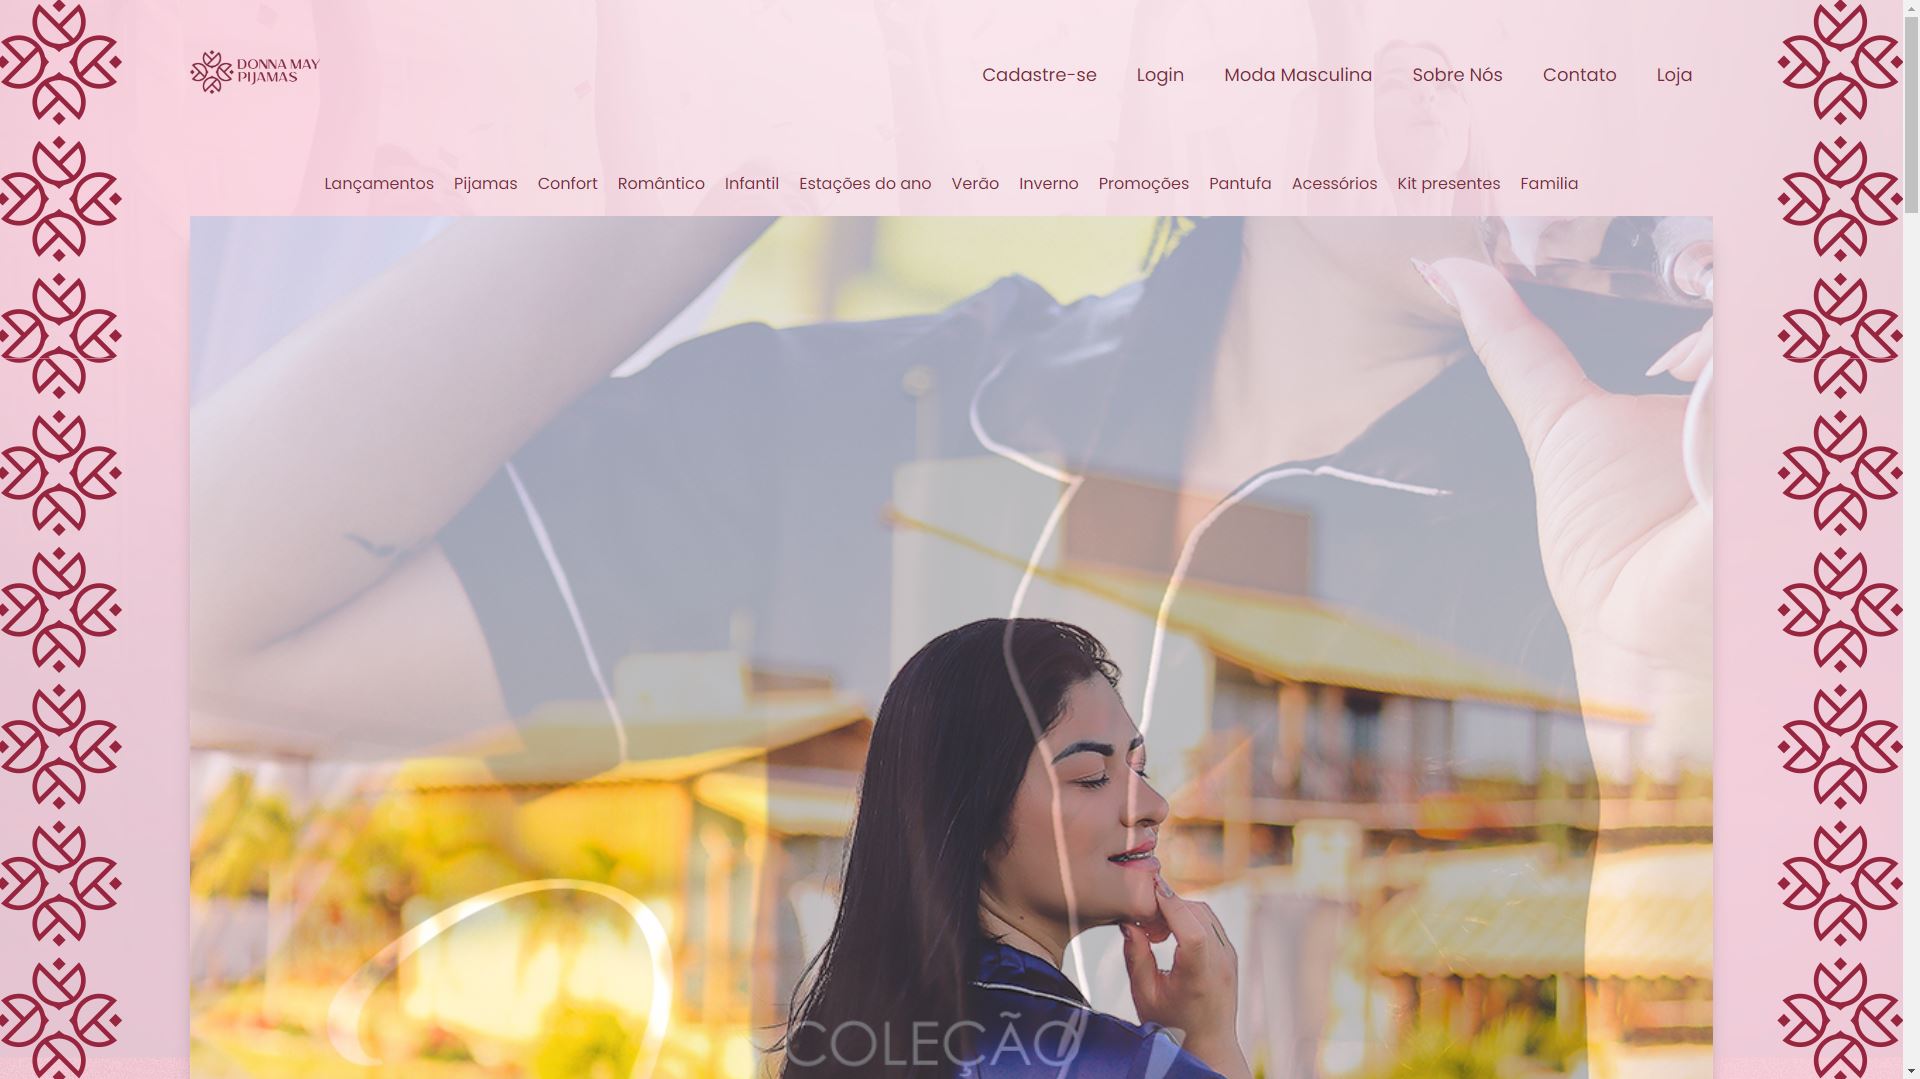 DONNA MAY
PIJAMAS
Cadastre-se Login Moda Masculina Sobre Nós Contato Loja
Lançamentos Pijamas Confort Romântico Infantil Estações do ano Verão Inverno Promoções Pantufa Acessórios Kit presentes Familia
COLEÇÃO